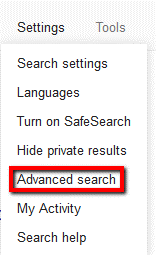 Settings Tools
Search settings
Languages
Turn on SafeSearch
Hide private results
Advanced search
My Activity
Search help